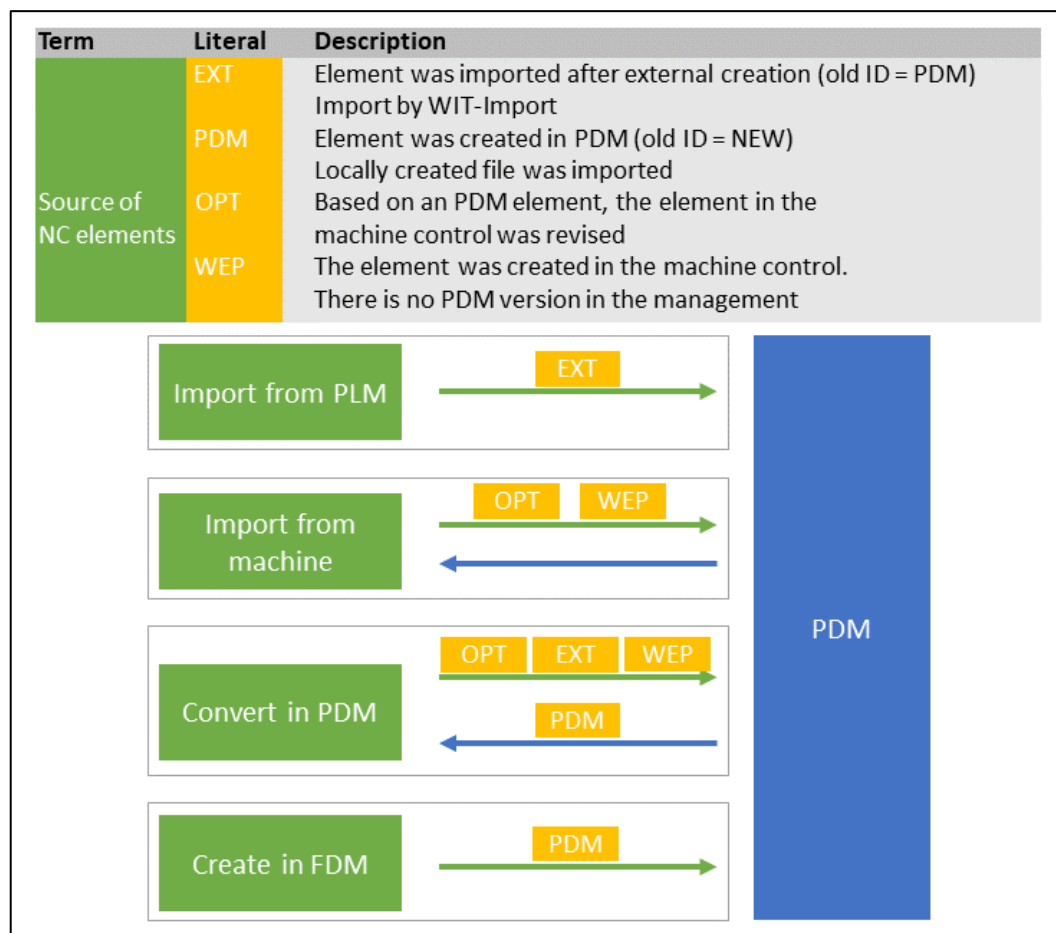 Term Literal Description
EXT Element was imported after external creation (old ID = PDM)
Import by WIT-Import
PDM Element was created in PDM (old ID = NEW)
Locally created file was imported
Source of NC elements
OPT Based on an PDM element, the element in the
machine control was revised
WEP The element was created in the machine control.
There is no PDM version in the management
Import from PLM
EXT
Import from
machine
OPT WEP
Convert in PDM
OPT EXT WEP
PDM
Create in FDM
PDM
PDM